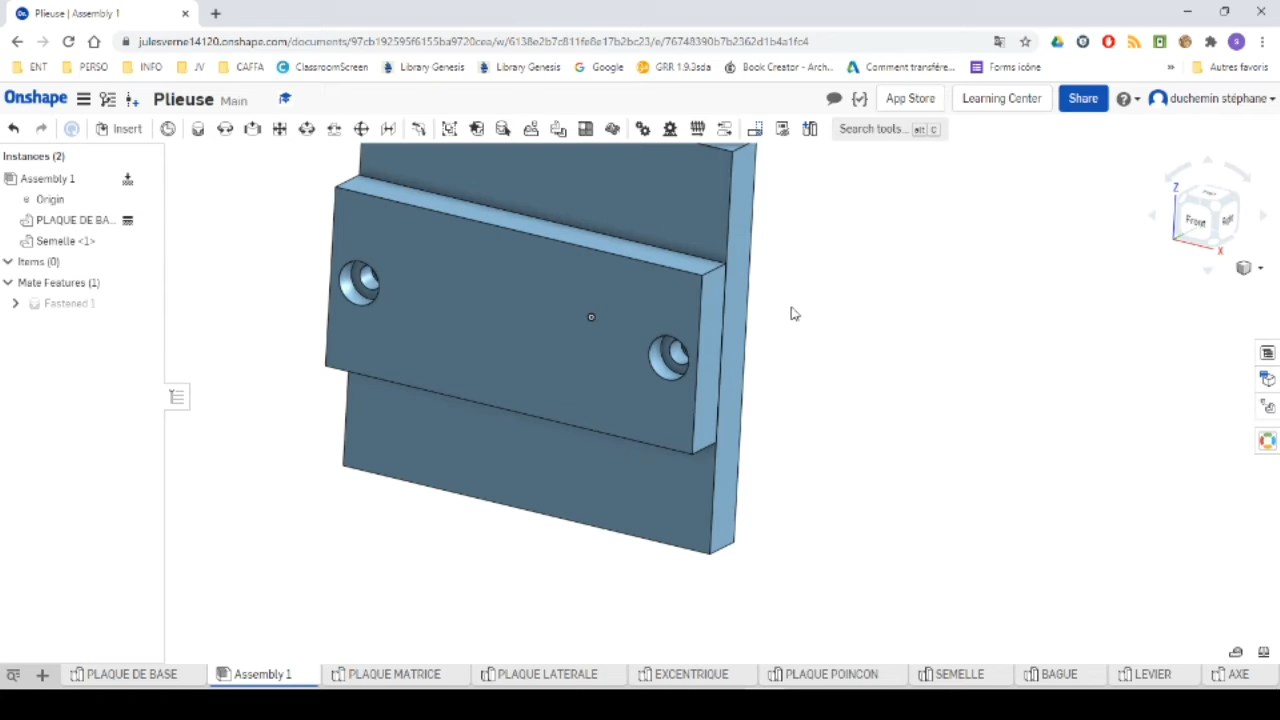 Plieuse | Assembly 1
julesverne14120.onshape.com/documents/97cb192595f6155ba9720cea/w/6138e2b7c811fe8e17b2bc23/e/76748390b7b2362d1b4a1fc4
ENT PERSO INFO JV CAFFA ClassroomScreen Library Genesis Library Genesis Google GRR 1.9.3sda Book Creator - Arch... Comment transfére... Forms icône » Autres favoris
Onshape Plieuse Main App Store Learning Center Share duchemin stéphane
Insert Search tools... alt C
Instances (2)
Assembly 1
Origin
PLAQUE DE BA...
Semelle <1>
Items (0)
Mate Features (1)
Fastened 1
Z
Front
Right
X
PLAQUE DE BASE Assembly 1 PLAQUE MATRICE PLAQUE LATERALE EXCENTRIQUE PLAQUE POINCON SEMELLE BAGUE LEVIER AXE